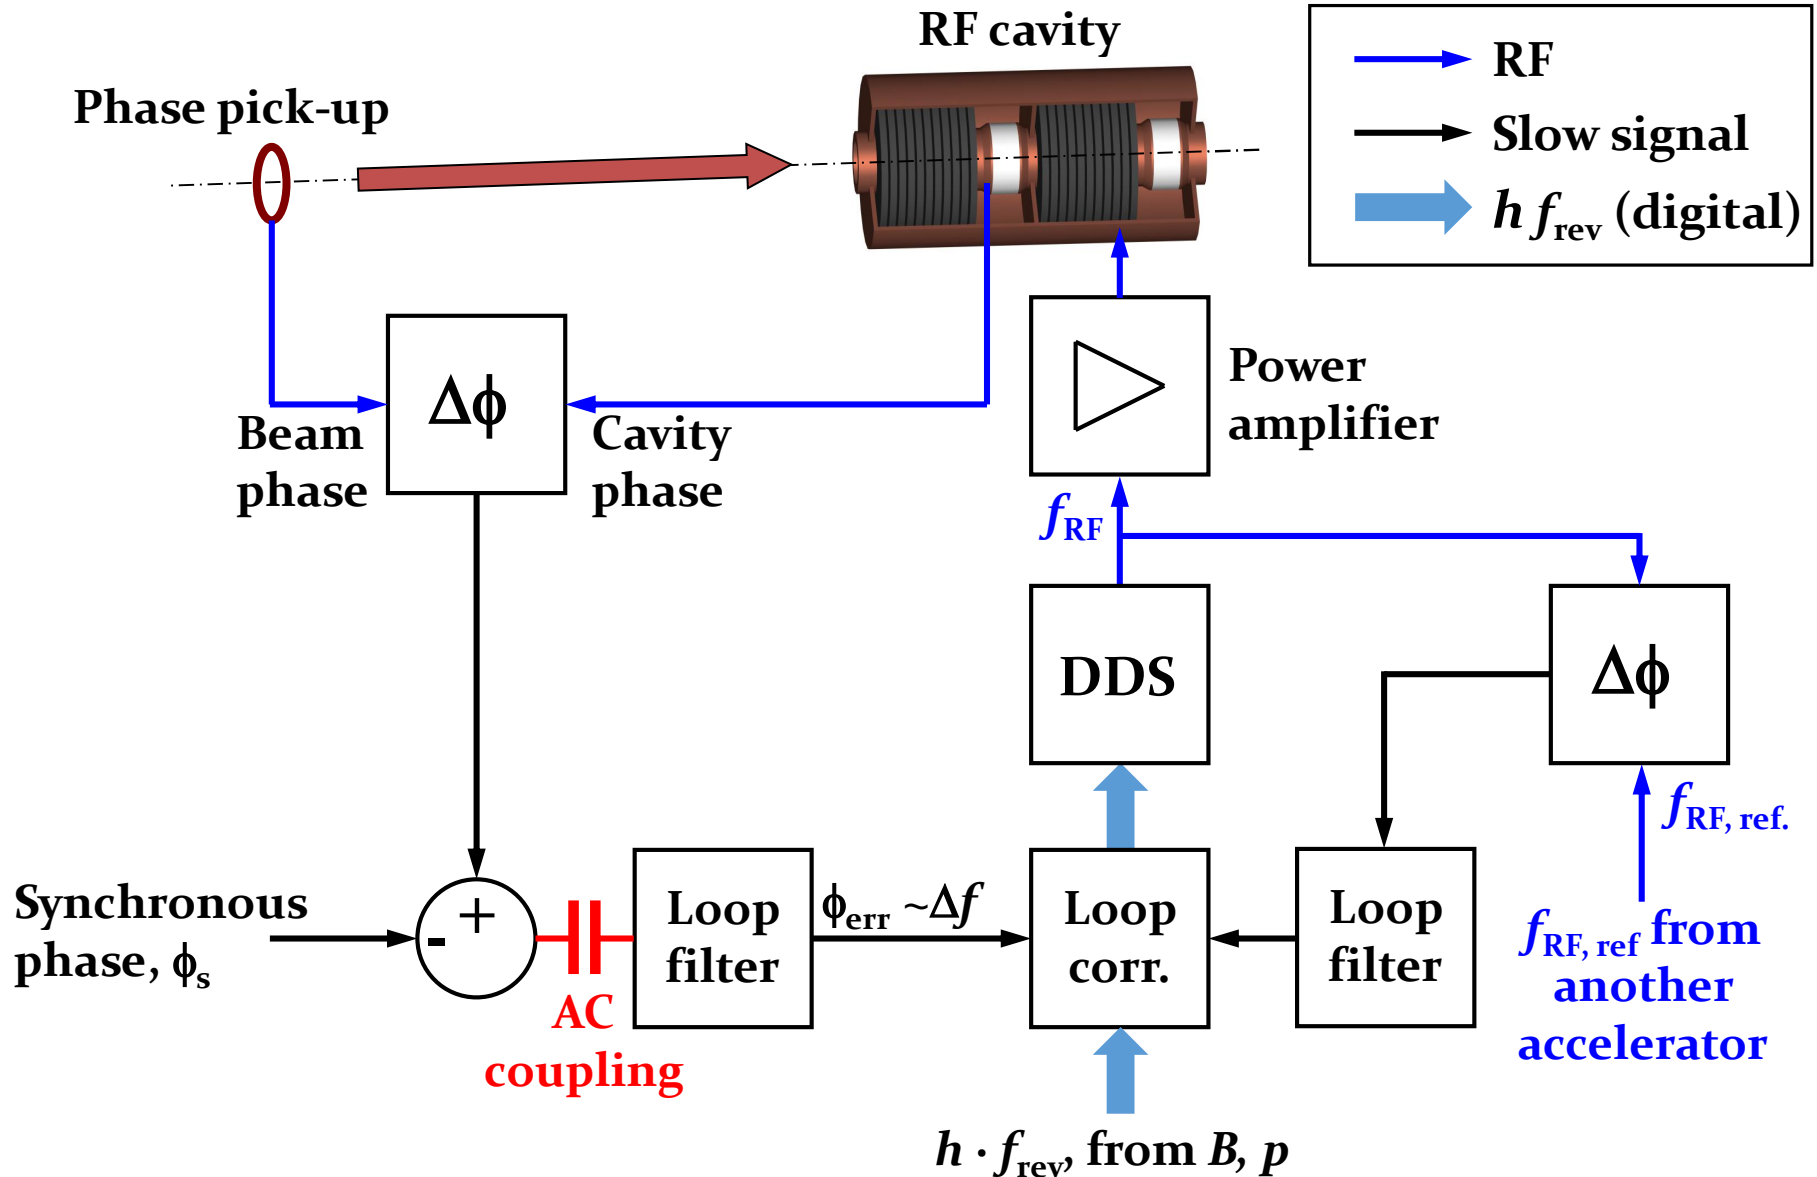 RF cavity
Phase pick-up
RF
Slow signal
h f_rev (digital)
Δϕ
Beam
phase
Cavity
phase
Power
amplifier
f_RF
DDS
Δϕ
f_RF, ref.
Synchronous
phase, ϕ_s
+
-
AC
coupling
Loop
filter
ϕ_err ~Δf
Loop
corr.
Loop
filter
f_RF, ref from
another
accelerator
h · f_rev, from B, p